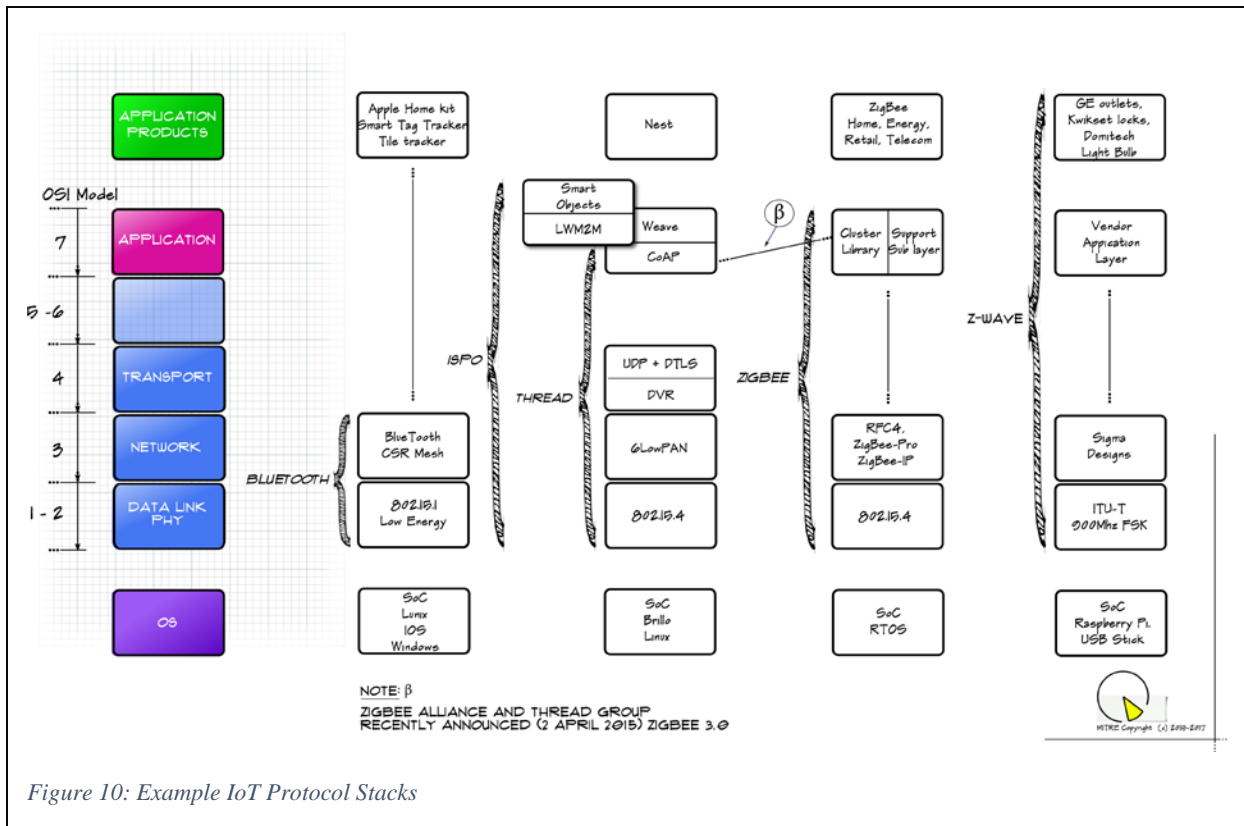 APPLICATION
PRODUCTS
Apple Home kit
Smart Tag Tracker
Tile tracker
Nest
ZigBee
Home, Energy,
Retail, Telecom
GE outlets,
Kwikset locks,
Domitech
Light Bulb
OSI Model
7
APPLICATION
Smart
Objects
LWM2M
Weave
CoAP
β
Cluster
Library
Support
Sub layer
Vendor
Appication
Layer
5 -6
ISPO
THREAD
ZIGBEE
Z-WAVE
4
TRANSPORT
UDP + DTLS
DVR
3
NETWORK
BLUETOOTH
BlueTooth
CSR Mesh
6LowPAN
RFC4,
ZigBee-Pro
ZigBee-IP
Sigma
Designs
1 - 2
DATA LINK
PHY
802.15.1
Low Energy
802.15.4
802.15.4
ITU-T
900Mhz FSK
OS
SoC
Lunix
IOS
Windows
SoC
Brillo
Linux
SoC
RTOS
SoC
Raspberry Pi.
USB Stick
NOTE: β
ZIGBEE ALLIANCE AND THREAD GROUP
RECENTLY ANNOUNCED (2 APRIL 2015) ZIGBEE 3.0
MITRE Copyright
Figure 10: Example IoT Protocol Stacks